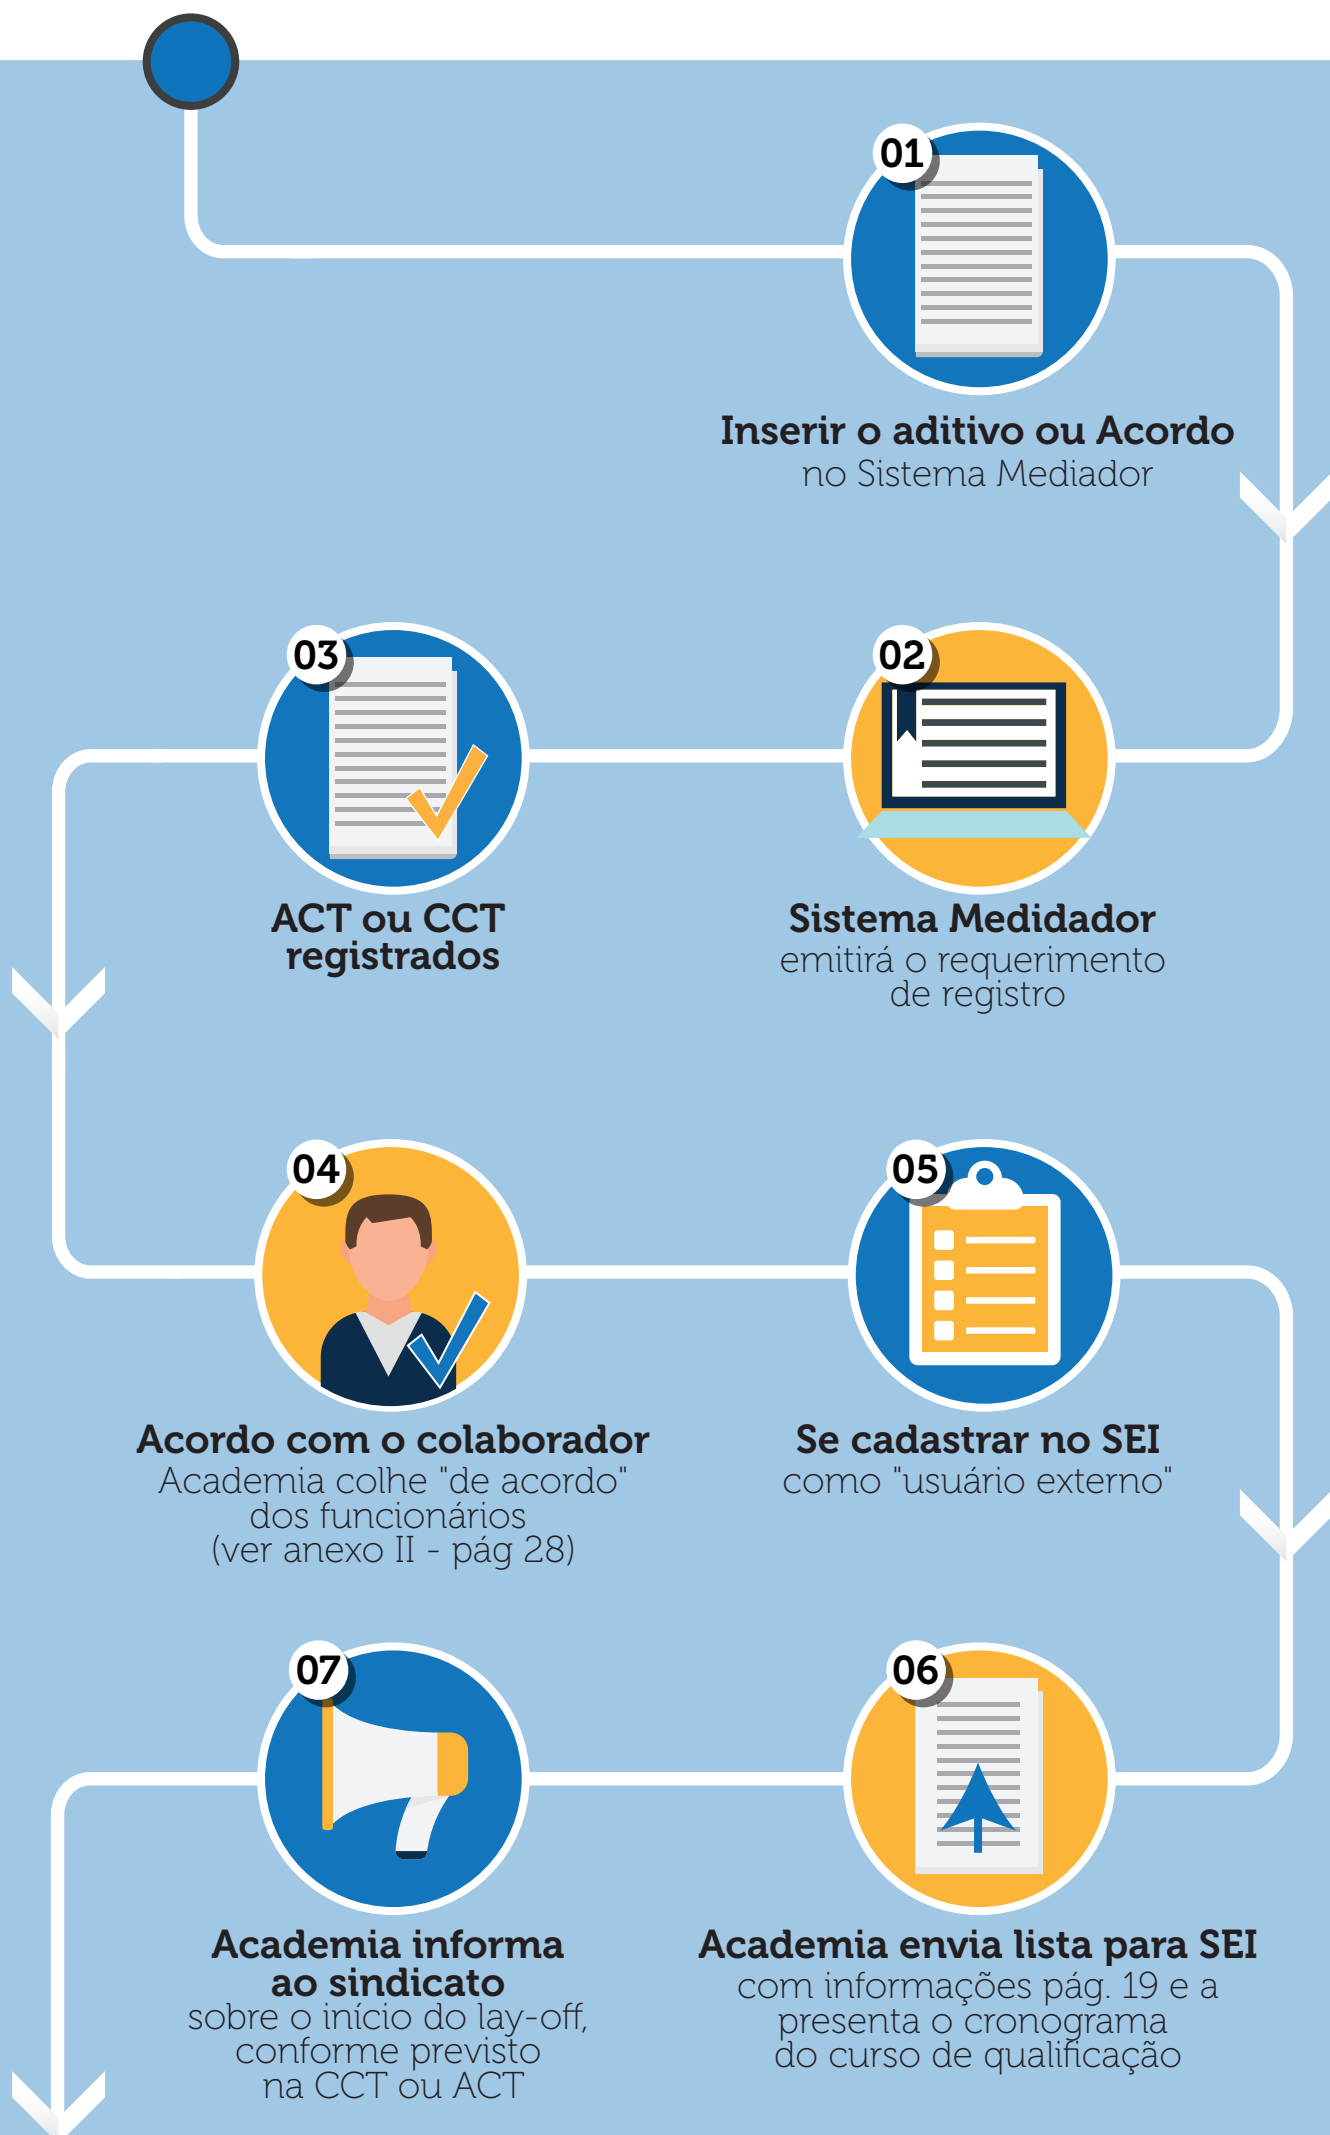 01
Inserir o aditivo ou Acordo
no Sistema Mediador
02
Sistema Medidador
emitirá o requerimento
de registro
03
ACT ou CCT
registrados
04
Acordo com o colaborador
Academia colhe "de acordo"
dos funcionários
(ver anexo II - pág 28)
05
Se cadastrar no SEI
como "usuário externo"
06
Academia envia lista para SEI
com informações pág. 19 e a
presenta o cronograma
do curso de qualificação
07
Academia informa
ao sindicato
sobre o início do lay-off,
conforme previsto
na CCT ou ACT